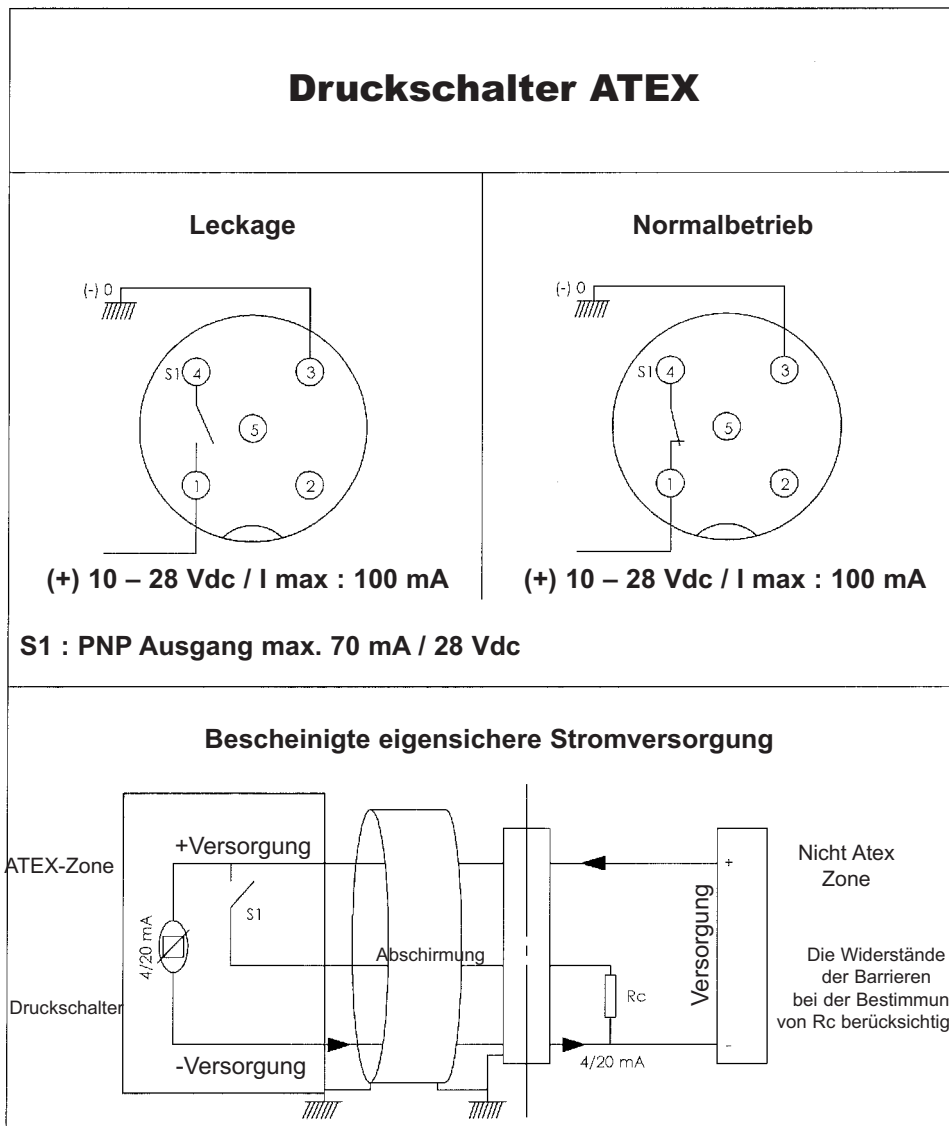 Druckschalter ATEX
Leckage
(-) 0
S1 4
3
5
1
2
(+) 10 – 28 Vdc / I max : 100 mA
Normalbetrieb
(-) 0
S1 4
3
5
1
2
(+) 10 – 28 Vdc / I max : 100 mA
S1 : PNP Ausgang max. 70 mA / 28 Vdc
Bescheinigte eigensichere Stromversorgung
ATEX-Zone
+Versorgung
S1
4/20 mA
Druckschalter
-Versorgung
Abschirmung
Rc
4/20 mA
+
Versorgung
-
Nicht Atex
Zone
Die Widerstände
der Barrieren
bei der Bestimmun
von Rc berücksichtig